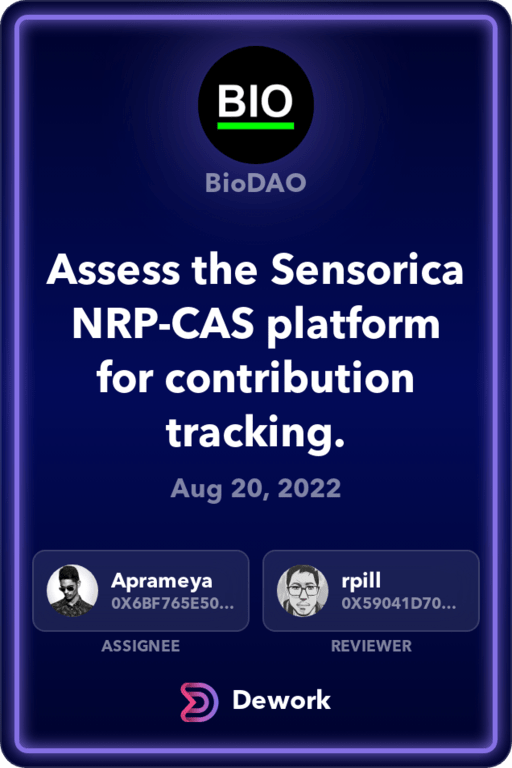 BIO
BioDAO
Assess the Sensorica
NRP-CAS platform
for contribution
tracking.
Aug 20, 2022
Aprameya
0X6BF765E50...
rpill
0X59041D70...
ASSIGNEE
REVIEWER
Dework